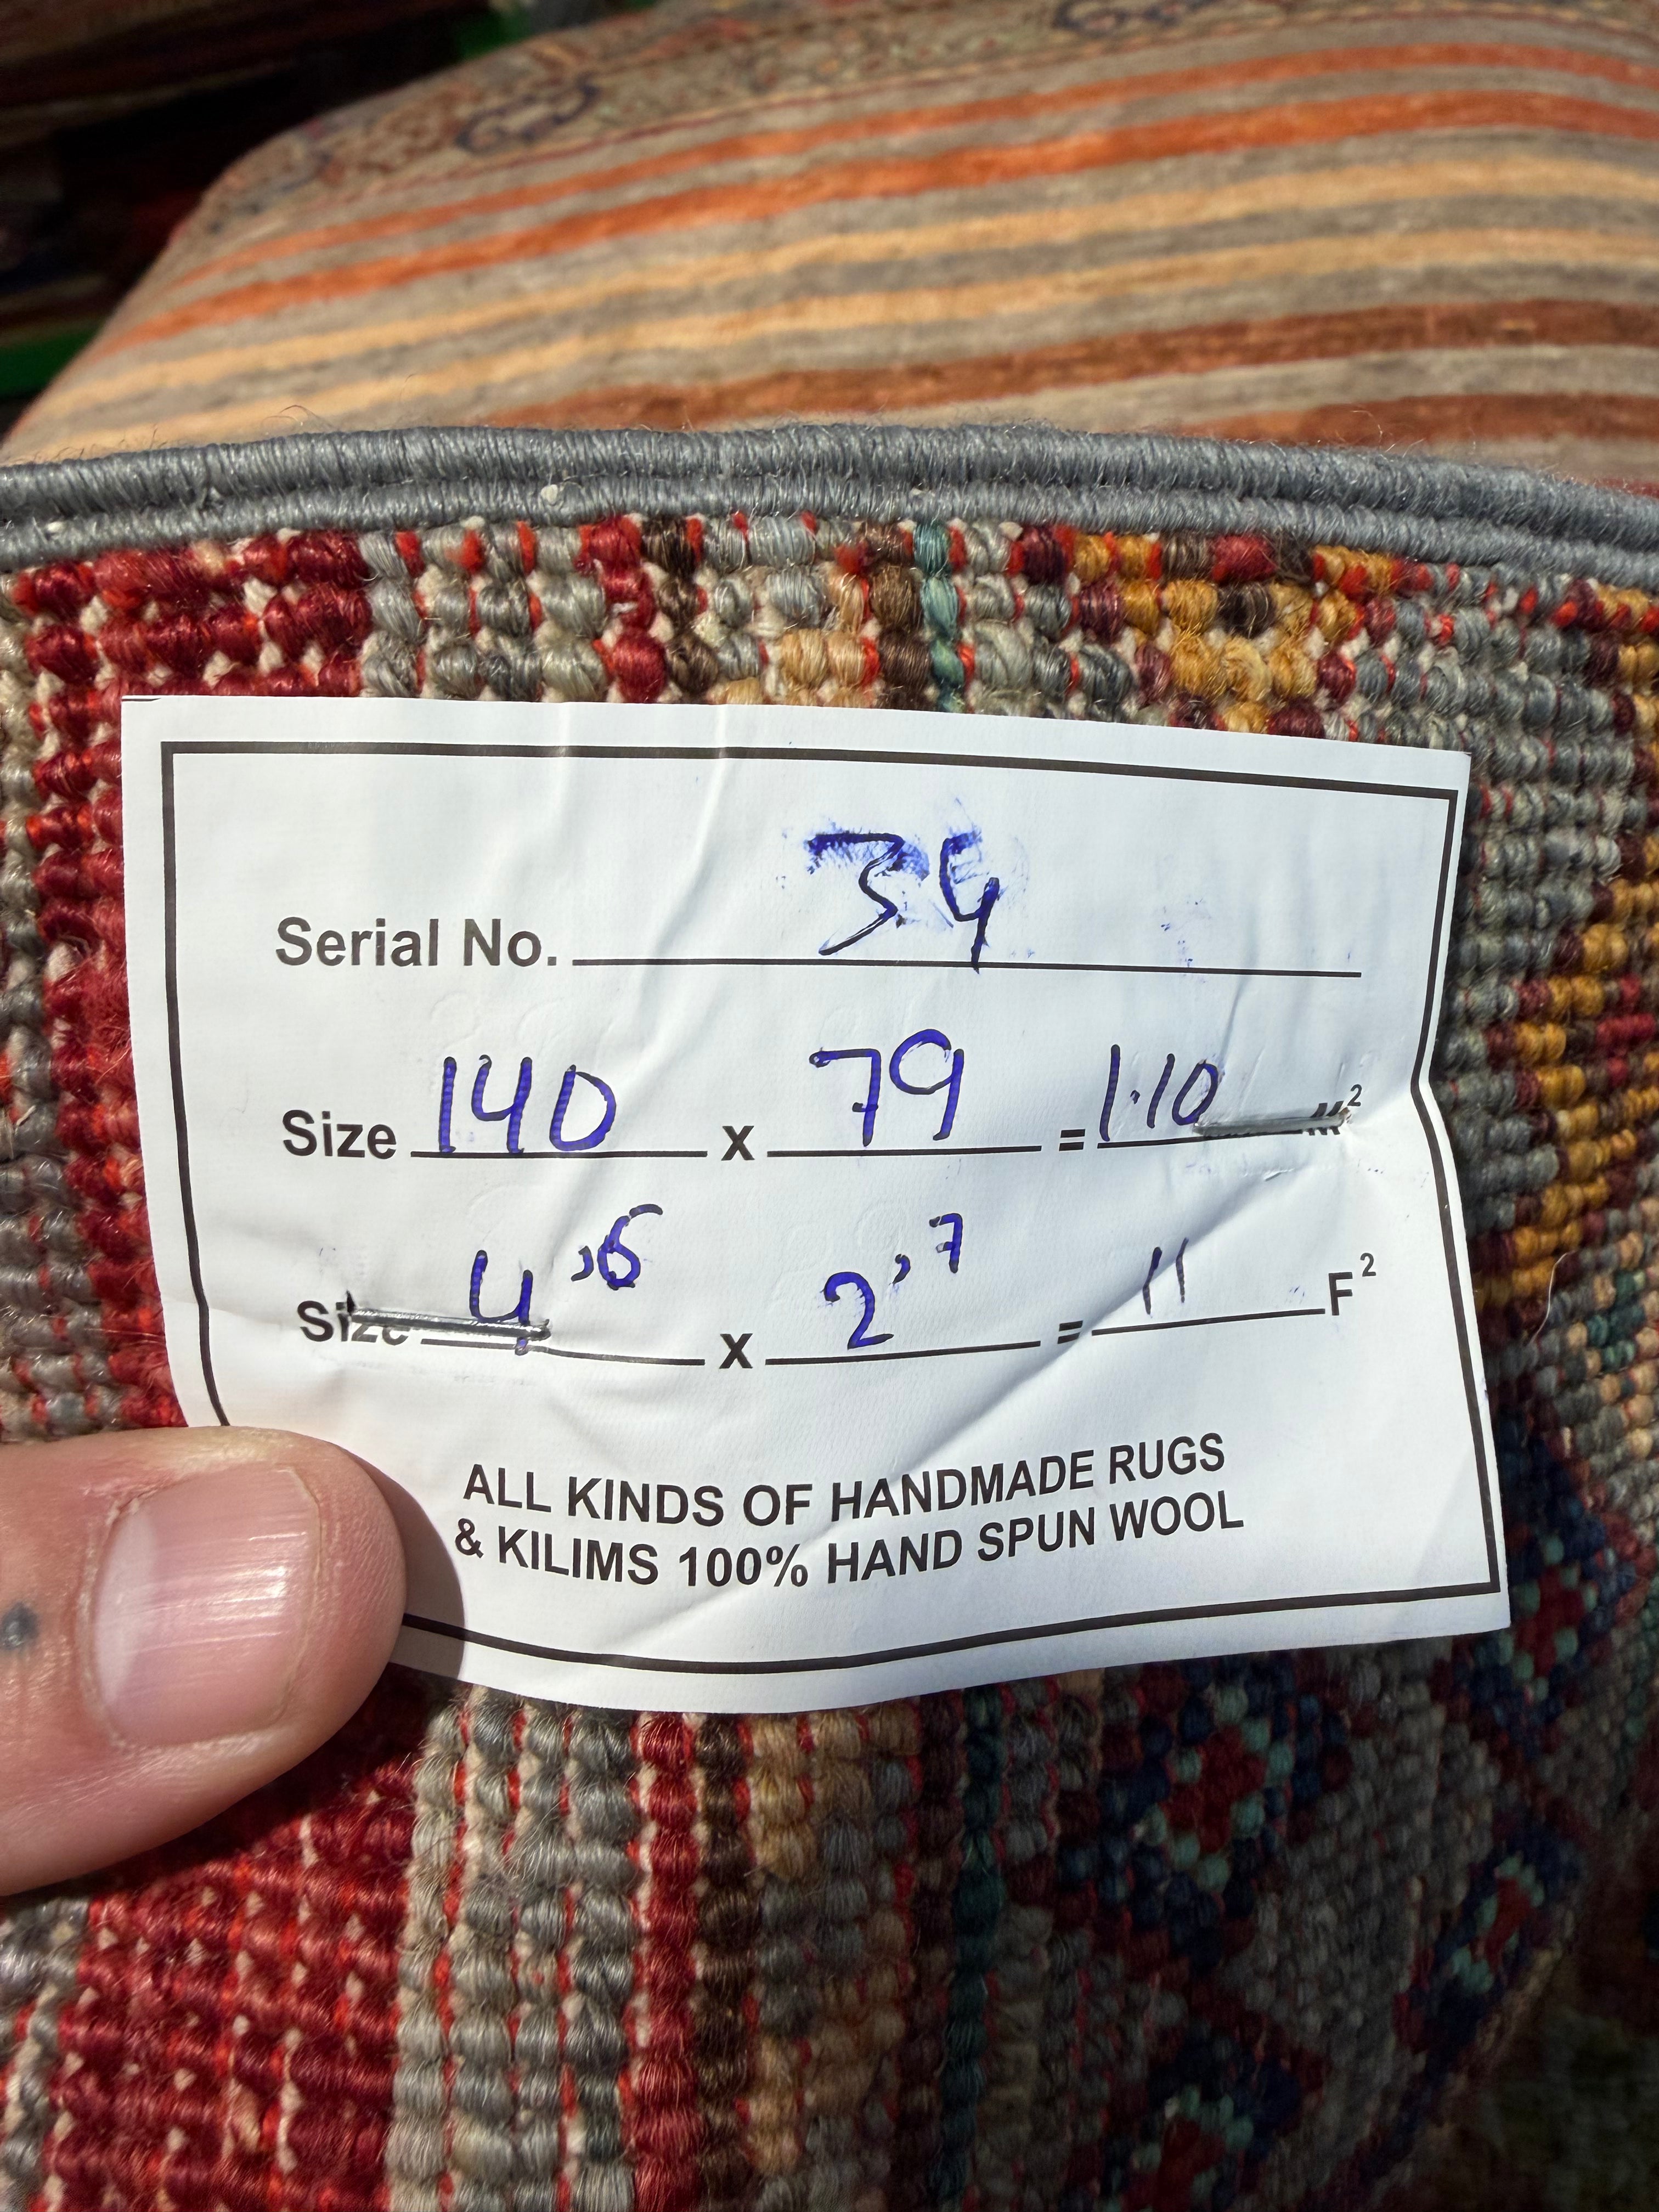 Serial No. 34
Size 140 x 79 = 1.10 M²
Size 4,6 x 2,7 = 11 F²
ALL KINDS OF HANDMADE RUGS
& KILIMS 100% HAND SPUN WOOL